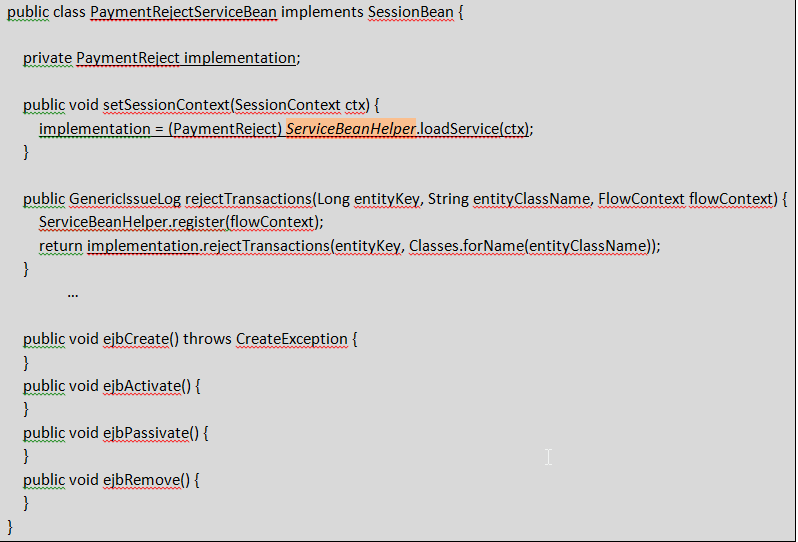 public class PaymentRejectServiceBean implements SessionBean {
private PaymentReject implementation;
public void setSessionContext(SessionContext ctx) {
implementation = (PaymentReject) ServiceBeanHelper.loadService(ctx);
}
public GenericIssueLog rejectTransactions(Long entityKey, String entityClassName, FlowContext flowContext) {
ServiceBeanHelper.register(flowContext);
return implementation.rejectTransactions(entityKey, Classes.forName(entityClassName));
}
...
public void ejbCreate() throws CreateException {
}
public void ejbActivate() {
}
public void ejbPassivate() {
}
public void ejbRemove() {
}
}